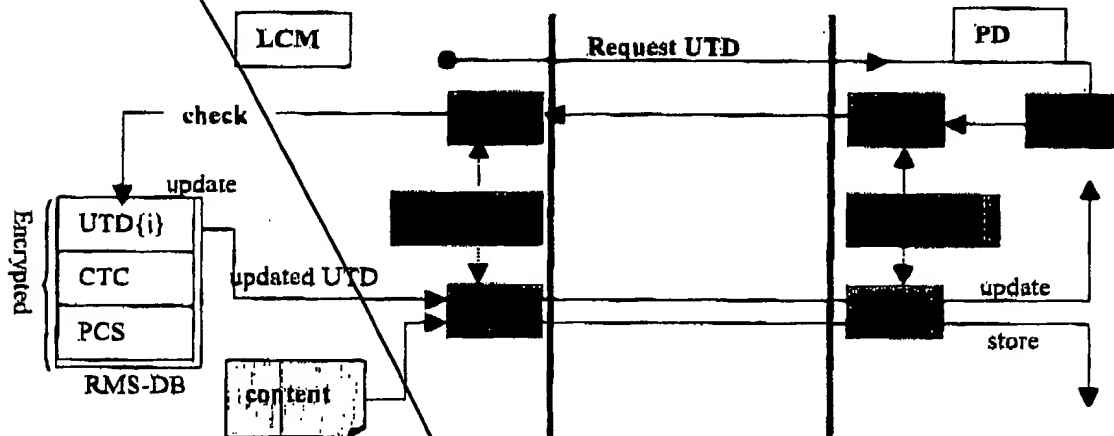 LCM
Request UTD
PD
check
update
Encrypted
UTD{i}
CTC
PCS
RMS-DB
updated UTD
content
update
store